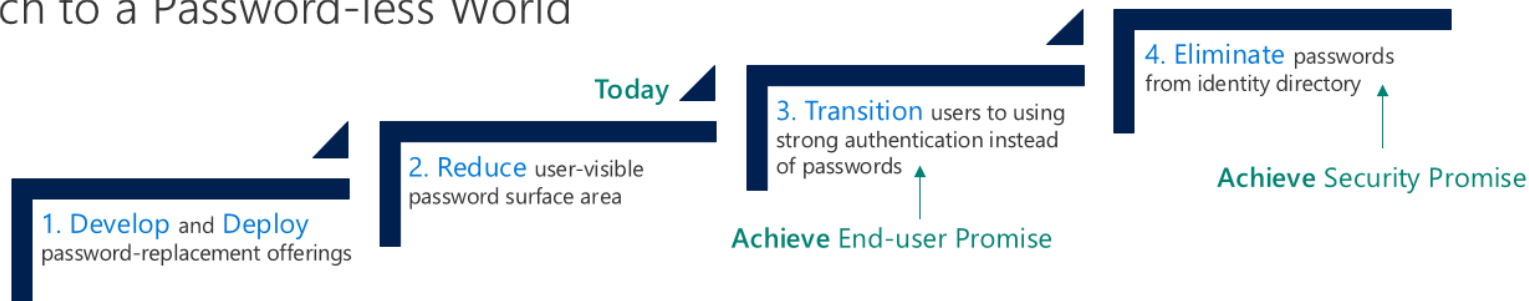 ch to a Password-less World
1. Develop and Deploy
password-replacement offerings
2. Reduce user-visible
password surface area
Today
3. Transition users to using
strong authentication instead
of passwords
Achieve End-user Promise
4. Eliminate passwords
from identity directory
Achieve Security Promise